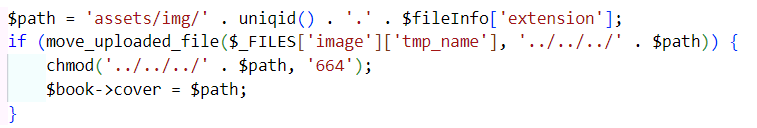 $path = 'assets/img/' . uniqid() . '.' . $fileInfo['extension'];
if (move_uploaded_file($_FILES['image']['tmp_name'], '../../../' . $path)) {
    chmod('../../../' . $path, '664');
    $book->cover = $path;
}